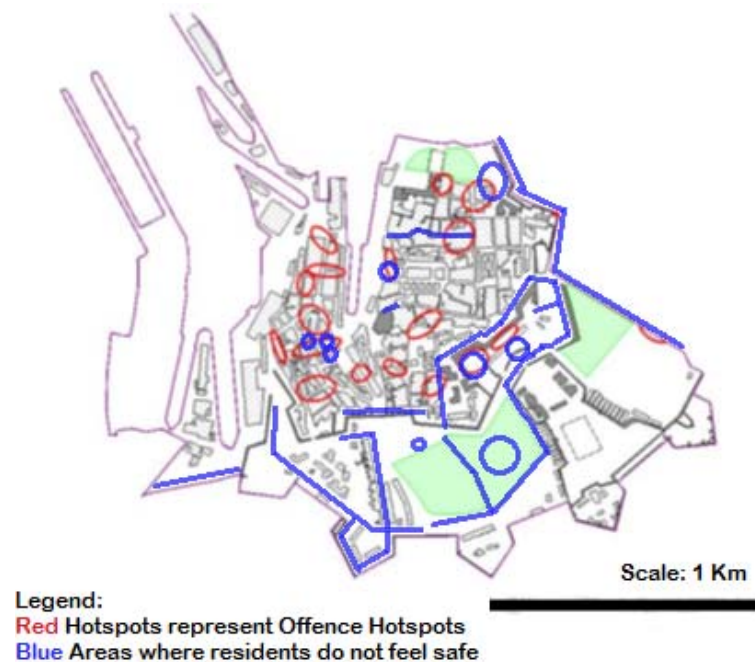 Scale: 1 Km
Legend:
Red Hotspots represent Offence Hotspots
Blue Areas where residents do not feel safe